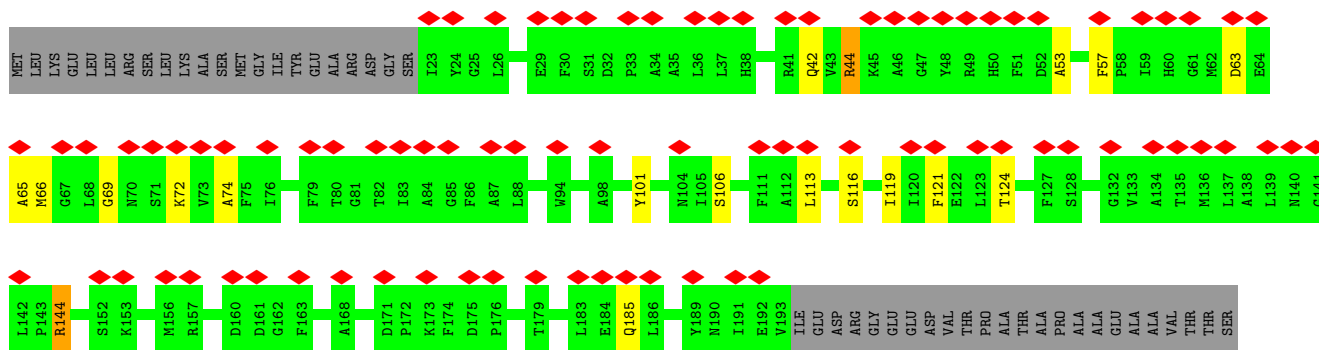 MET LEU LYS GLU LEU LEU ARG SER LEU LYS ALA SER MET GLY ILE TYR GLU ALA ARG ASP GLY SER I23 Y24 G25 L26 E29 F30 S31 D32 P33 A34 A35 L36 L37 H38 R41 Q42 V43 R44 K45 A46 G47 Y48 R49 H50 F51 D52 A53 F57 P58 I59 H60 G61 M62 D63 E64
A65 M66 G67 L68 G69 N70 S71 K72 V73 A74 F75 I76 F79 T80 G81 T82 I83 A84 G85 F86 A87 L88 W94 A98 Y101 N104 I105 S106 F111 A112 L113 S116 I119 I120 F121 E122 L123 T124 F127 S128 G132 V133 A134 T135 M136 L137 A138 L139 N140 G141
L142 P143 R144 S152 K153 M156 R157 D160 D161 G162 F163 A168 D171 P172 K173 F174 D175 P176 T179 L183 E184 Q185 L186 Y189 N190 I191 E192 V193 ILE GLU ASP ARG GLY GLU GLU ASP VAL THR PRO ALA THR ALA PRO ALA ALA GLU ALA ALA VAL THR THR SER